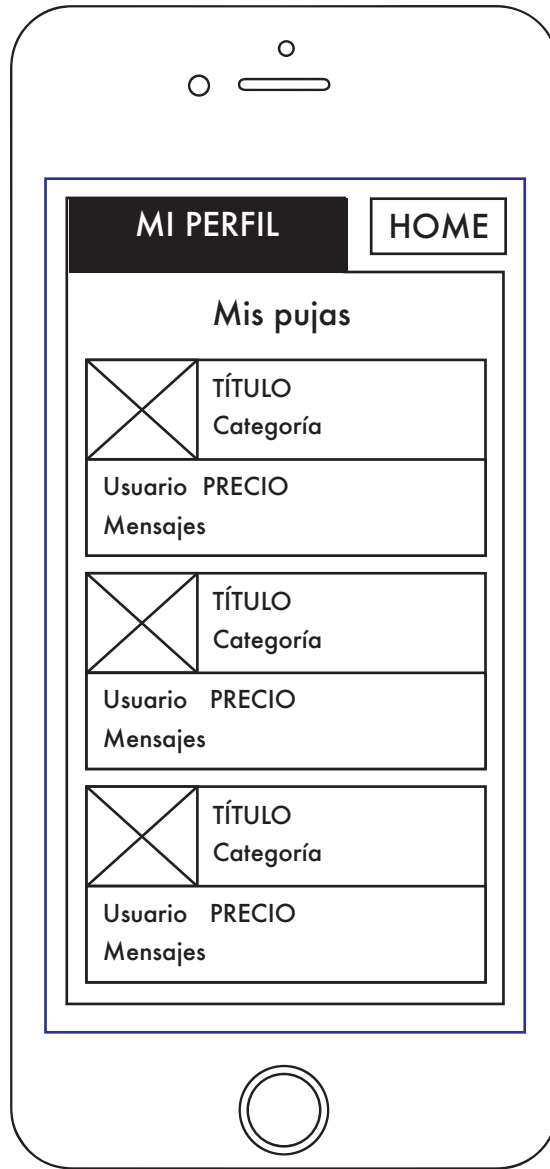 MI PERFIL HOME
Mis pujas
TÍTULO
Categoría
Usuario PRECIO
Mensajes
TÍTULO
Categoría
Usuario PRECIO
Mensajes
TÍTULO
Categoría
Usuario PRECIO
Mensajes